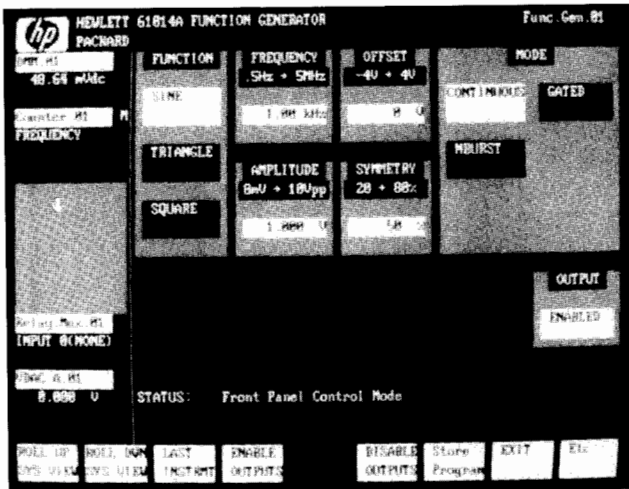 hp HEWLETT 61014A FUNCTION GENERATOR
PACKARD
Func.Gen.01
DMM.01
48.64 mVdc
Counter 01 M
FREQUENCY
Relay.Mux.01
INPUT 0(NONE)
VDAC A.01
0.000 V
FUNCTION
SINE
TRIANGLE
SQUARE
FREQUENCY
.5Hz → 5MHz
1.00 kHz
OFFSET
-4V → 4V
0 V
AMPLITUDE
8mV → 10Vpp
1.000 V
SYMMETRY
20 → 80%
50 %
MODE
CONTINUOUS
GATED
NBURST
OUTPUT
ENABLED
STATUS: Front Panel Control Mode
ROLL UP ROLL DWN LAST ENABLE DISABLE Store EXIT Etc
SYS VIEW SYS VIEW INSTRMT OUTPUTS OUTPUTS Program